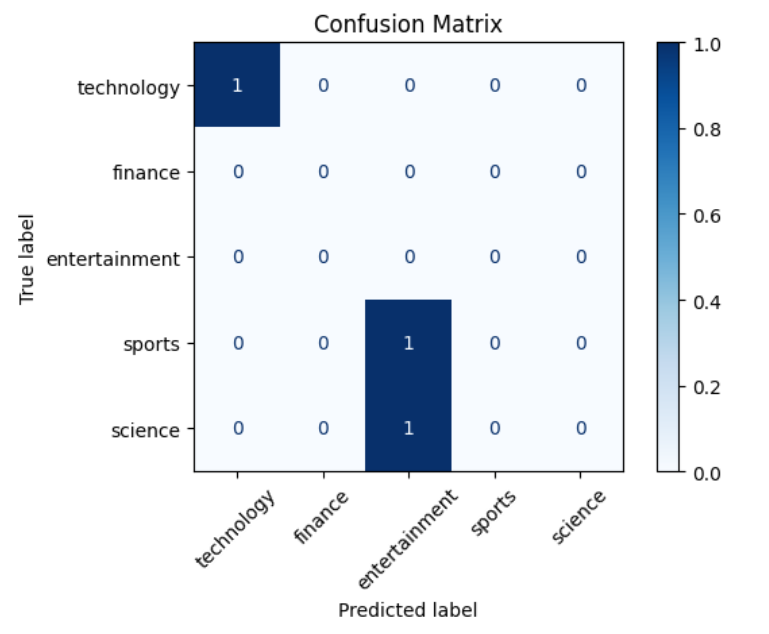 Confusion Matrix
technology 1 0 0 0 0
finance 0 0 0 0 0
entertainment 0 0 0 0 0
sports 0 0 1 0 0
science 0 0 1 0 0
True label
technology finance entertainment sports science
Predicted label
1.0
0.8
0.6
0.4
0.2
0.0